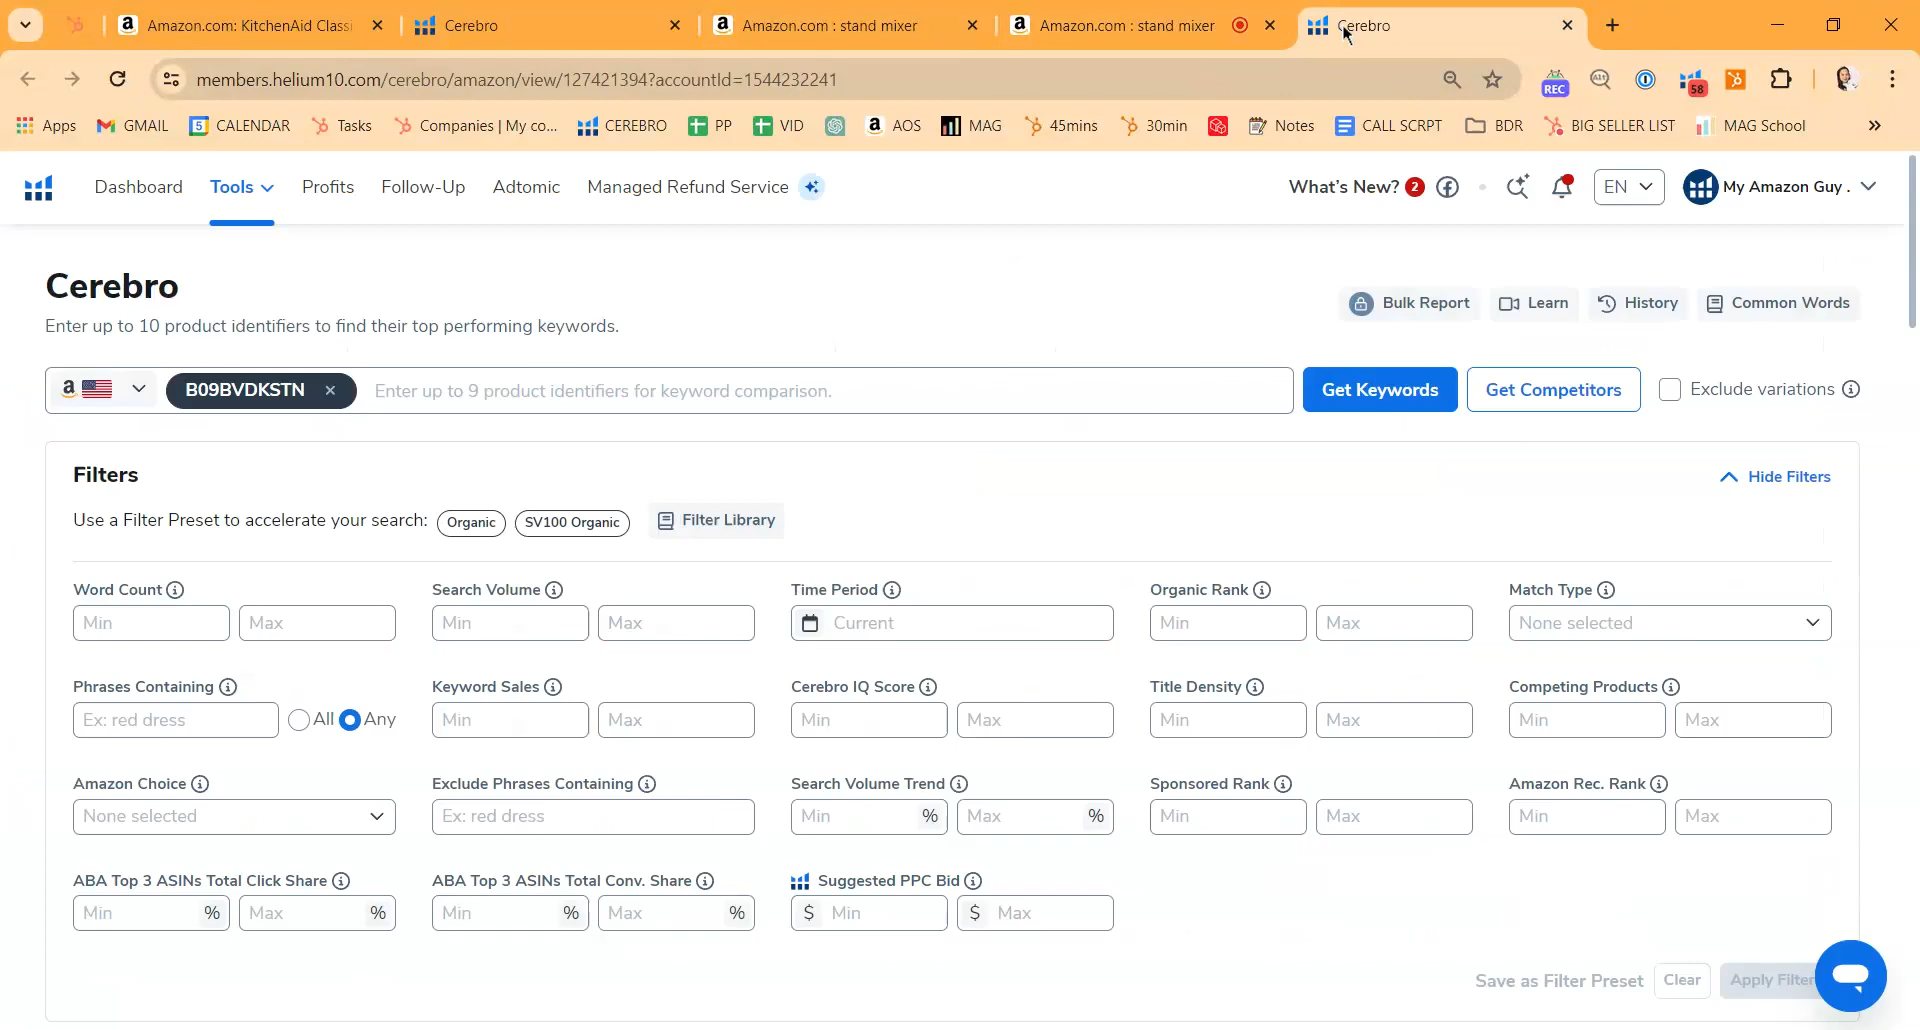 Amazon.com: KitchenAid Classi
Cerebro
Amazon.com : stand mixer
Amazon.com : stand mixer
Cerebro
members.helium10.com/cerebro/amazon/view/127421394?accountId=1544232241
REC
Alt
58
Apps
GMAIL
5
CALENDAR
Tasks
Companies | My co...
CEREBRO
PP
VID
a
AOS
MAG
45mins
30min
Notes
CALL SCRPT
BDR
BIG SELLER LIST
MAG School
Dashboard
Tools
Profits
Follow-Up
Adtomic
Managed Refund Service
What's New? 2
EN
My Amazon Guy .
Cerebro
Enter up to 10 product identifiers to find their top performing keywords.
Bulk Report
Learn
History
Common Words
a
B09BVDKSTN
Enter up to 9 product identifiers for keyword comparison.
Get Keywords
Get Competitors
Exclude variations
Filters
Hide Filters
Use a Filter Preset to accelerate your search:
Organic
SV100 Organic
Filter Library
Word Count
Search Volume
Time Period
Organic Rank
Match Type
Min
Max
Min
Max
Current
Min
Max
None selected
Phrases Containing
Keyword Sales
Cerebro IQ Score
Title Density
Competing Products
Ex: red dress
All
Any
Min
Max
Min
Max
Min
Max
Min
Max
Amazon Choice
Exclude Phrases Containing
Search Volume Trend
Sponsored Rank
Amazon Rec. Rank
None selected
Ex: red dress
Min %
Max %
Min
Max
Min
Max
ABA Top 3 ASINs Total Click Share
ABA Top 3 ASINs Total Conv. Share
Suggested PPC Bid
Min %
Max %
Min %
Max %
$ Min
$ Max
Save as Filter Preset
Clear
Apply Filter